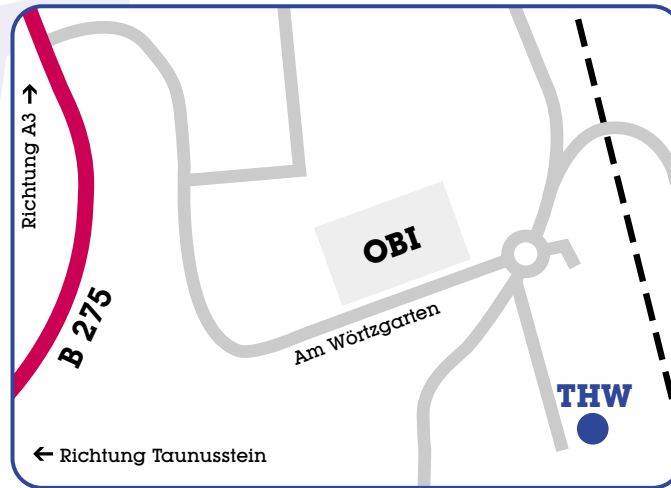 Richtung A3 →
OBI
B 275
Am Wörtzgarten
THW
← Richtung Taunusstein